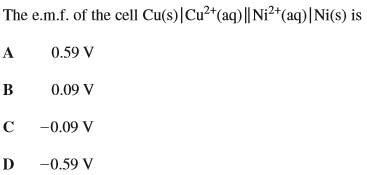 The e.m.f. of the cell Cu(s)|Cu²⁺(aq)||Ni²⁺(aq)|Ni(s) is
A 0.59 V
B 0.09 V
C −0.09 V
D −0.59 V